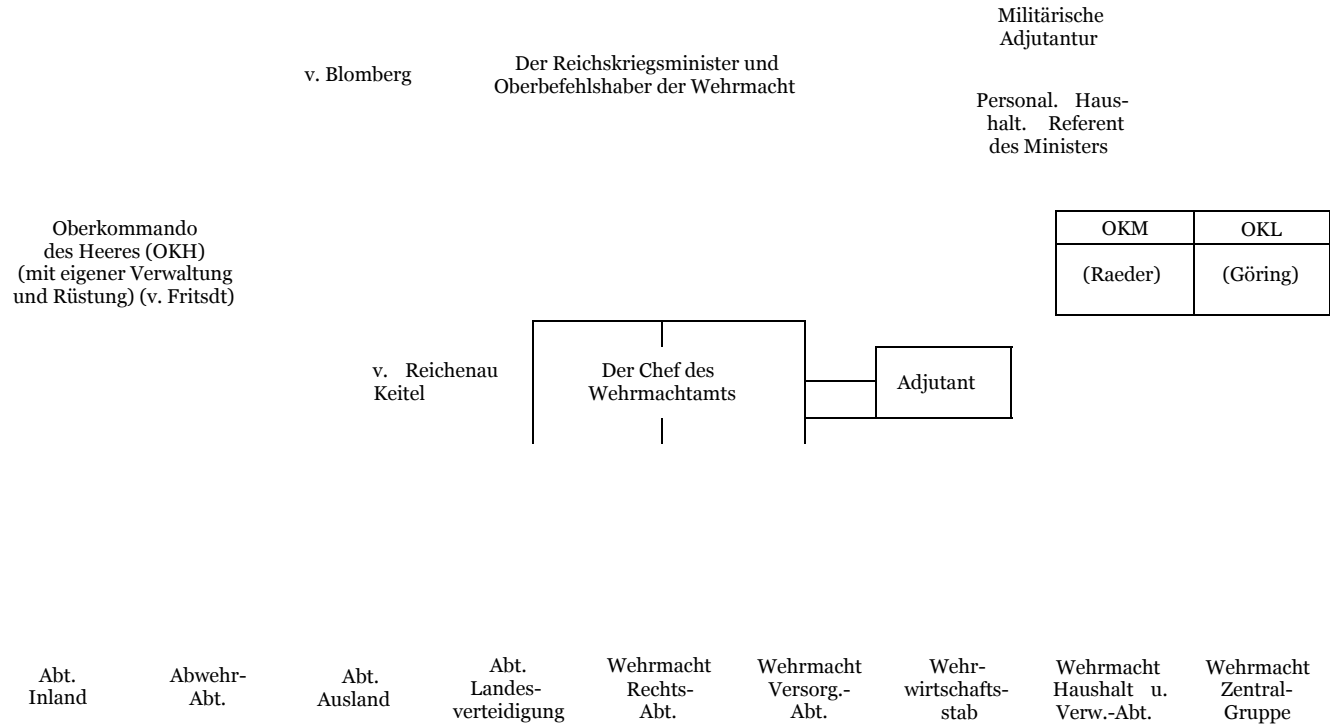 Militärische
Adjutantur
v. Blomberg
Der Reichskriegsminister und
Oberbefehlshaber der Wehrmacht
Personal. Haus-
halt. Referent
des Ministers
Oberkommando
des Heeres (OKH)
(mit eigener Verwaltung
und Rüstung) (v. Fritsdt)
OKM OKL
(Raeder) (Göring)
v. Reichenau
Keitel
Der Chef des
Wehrmachtamts
Adjutant
Abt.
Inland
Abwehr-
Abt.
Abt.
Ausland
Abt.
Landes-
verteidigung
Wehrmacht
Rechts-
Abt.
Wehrmacht
Versorg.-
Abt.
Wehr-
wirtschafts-
stab
Wehrmacht
Haushalt u.
Verw.-Abt.
Wehrmacht
Zentral-
Gruppe